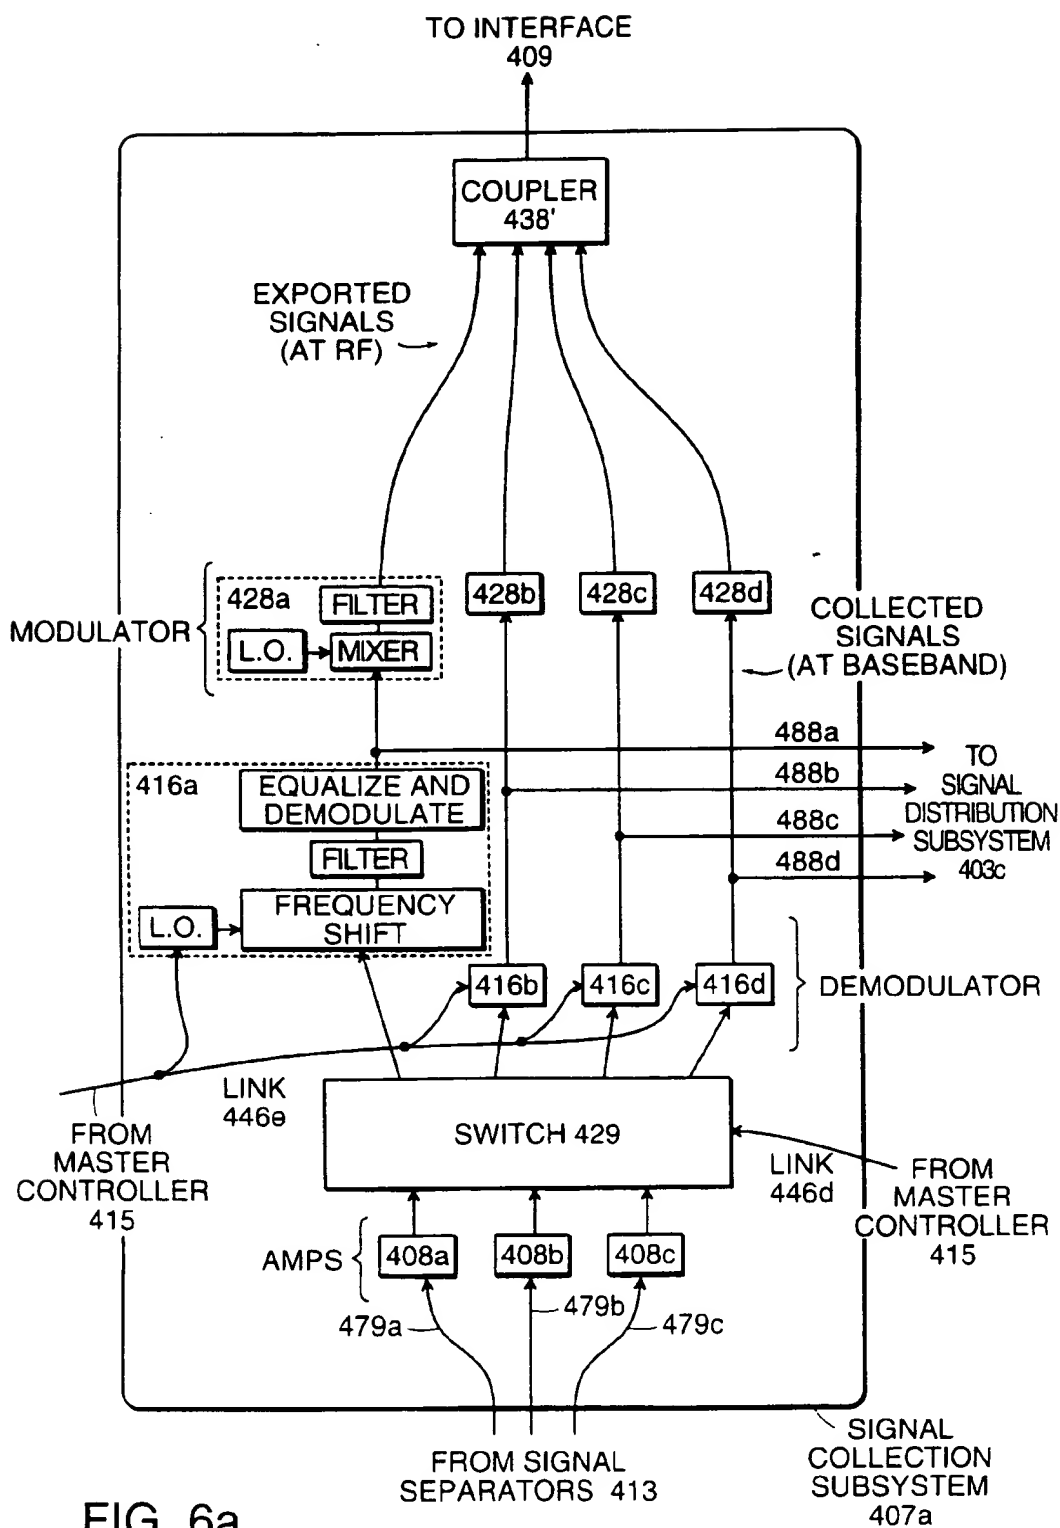 TO INTERFACE
409
COUPLER
438'
EXPORTED
SIGNALS
(AT RF)
428a
FILTER
L.O.
MIXER
MODULATOR
428b
428c
428d
COLLECTED
SIGNALS
(AT BASEBAND)
488a
488b
488c
488d
TO
SIGNAL
DISTRIBUTION
SUBSYSTEM
403c
416a
EQUALIZE AND
DEMODULATE
FILTER
L.O.
FREQUENCY
SHIFT
416b
416c
416d
DEMODULATOR
LINK
446e
FROM
MASTER
CONTROLLER
415
SWITCH 429
LINK
446d
FROM
MASTER
CONTROLLER
415
AMPS
408a
408b
408c
479a
479b
479c
FROM SIGNAL
SEPARATORS 413
SIGNAL
COLLECTION
SUBSYSTEM
407a
FIG. 6a